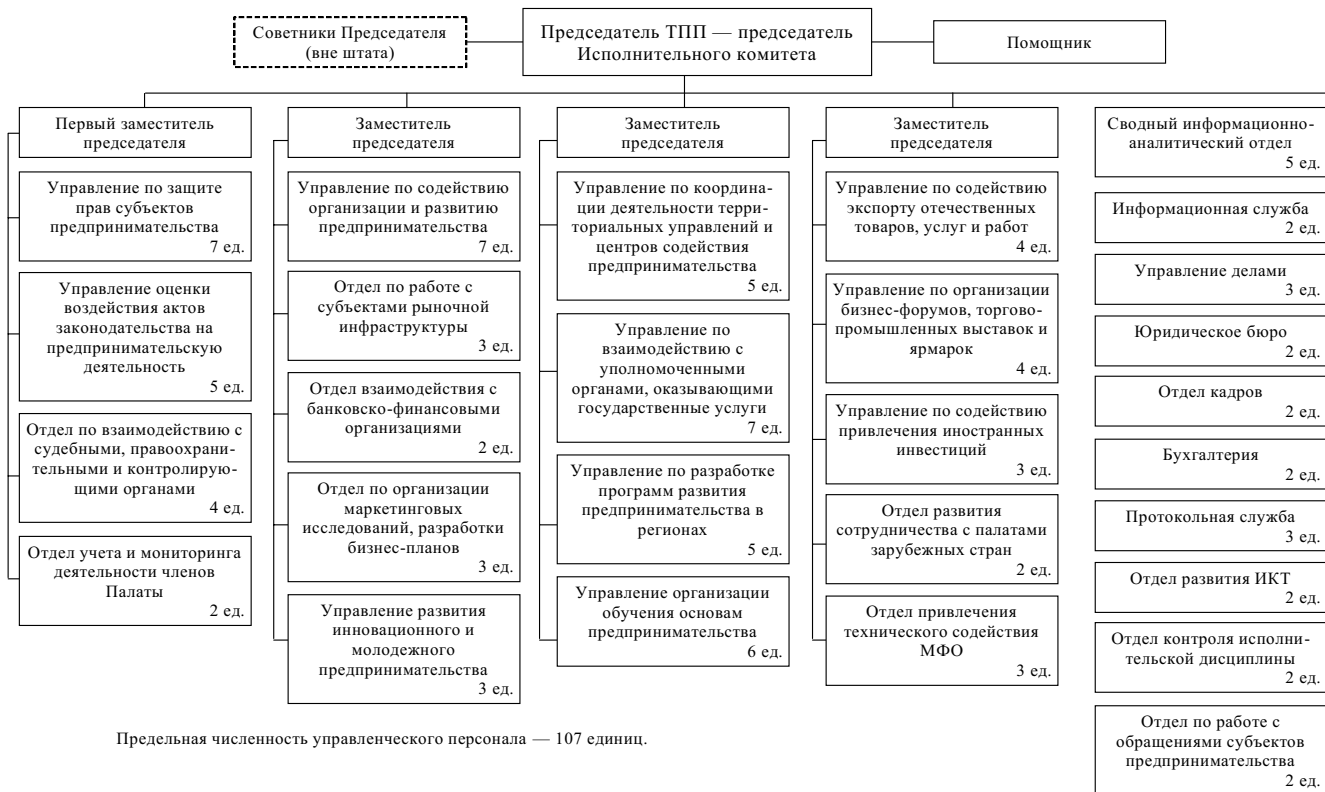 Советники Председателя
(вне штата)
Председатель ТПП — председатель
Исполнительного комитета
Помощник
Первый заместитель
председателя
Управление по защите
прав субъектов
предпринимательства
7 ед.
Управление оценки
воздействия актов
законодательства на
предпринимательскую
деятельность
5 ед.
Отдел по взаимодействию с
судебными, правоохрани-
тельными и контролирую-
щими органами
4 ед.
Отдел учета и мониторинга
деятельности членов
Палаты
2 ед.
Заместитель
председателя
Управление по содействию
организации и развитию
предпринимательства
7 ед.
Отдел по работе с
субъектами рыночной
инфраструктуры
3 ед.
Отдел взаимодействия с
банковско-финансовыми
организациями
2 ед.
Отдел по организации
маркетинговых
исследований, разработки
бизнес-планов
3 ед.
Управление развития
инновационного и
молодежного
предпринимательства
3 ед.
Заместитель
председателя
Управление по координа-
ции деятельности терри-
ториальных управлений и
центров содействия
предпринимательства
5 ед.
Управление по
взаимодействию с
уполномоченными
органами, оказывающими
государственные услуги
7 ед.
Управление по разработке
программ развития
предпринимательства в
регионах
5 ед.
Управление организации
обучения основам
предпринимательства
6 ед.
Заместитель
председателя
Управление по содействию
экспорту отечественных
товаров, услуг и работ
4 ед.
Управление по организации
бизнес-форумов, торгово-
промышленных выставок и
ярмарок
4 ед.
Управление по содействию
привлечения иностранных
инвестиций
3 ед.
Отдел развития
сотрудничества с палатами
зарубежных стран
2 ед.
Отдел привлечения
технического содействия
МФО
3 ед.
Сводный информационно-
аналитический отдел
5 ед.
Информационная служба
2 ед.
Управление делами
3 ед.
Юридическое бюро
2 ед.
Отдел кадров
2 ед.
Бухгалтерия
2 ед.
Протокольная служба
3 ед.
Отдел развития ИКТ
2 ед.
Отдел контроля исполни-
тельской дисциплины
2 ед.
Отдел по работе с
обращениями субъектов
предпринимательства
2 ед.
Предельная численность управленческого персонала — 107 единиц.